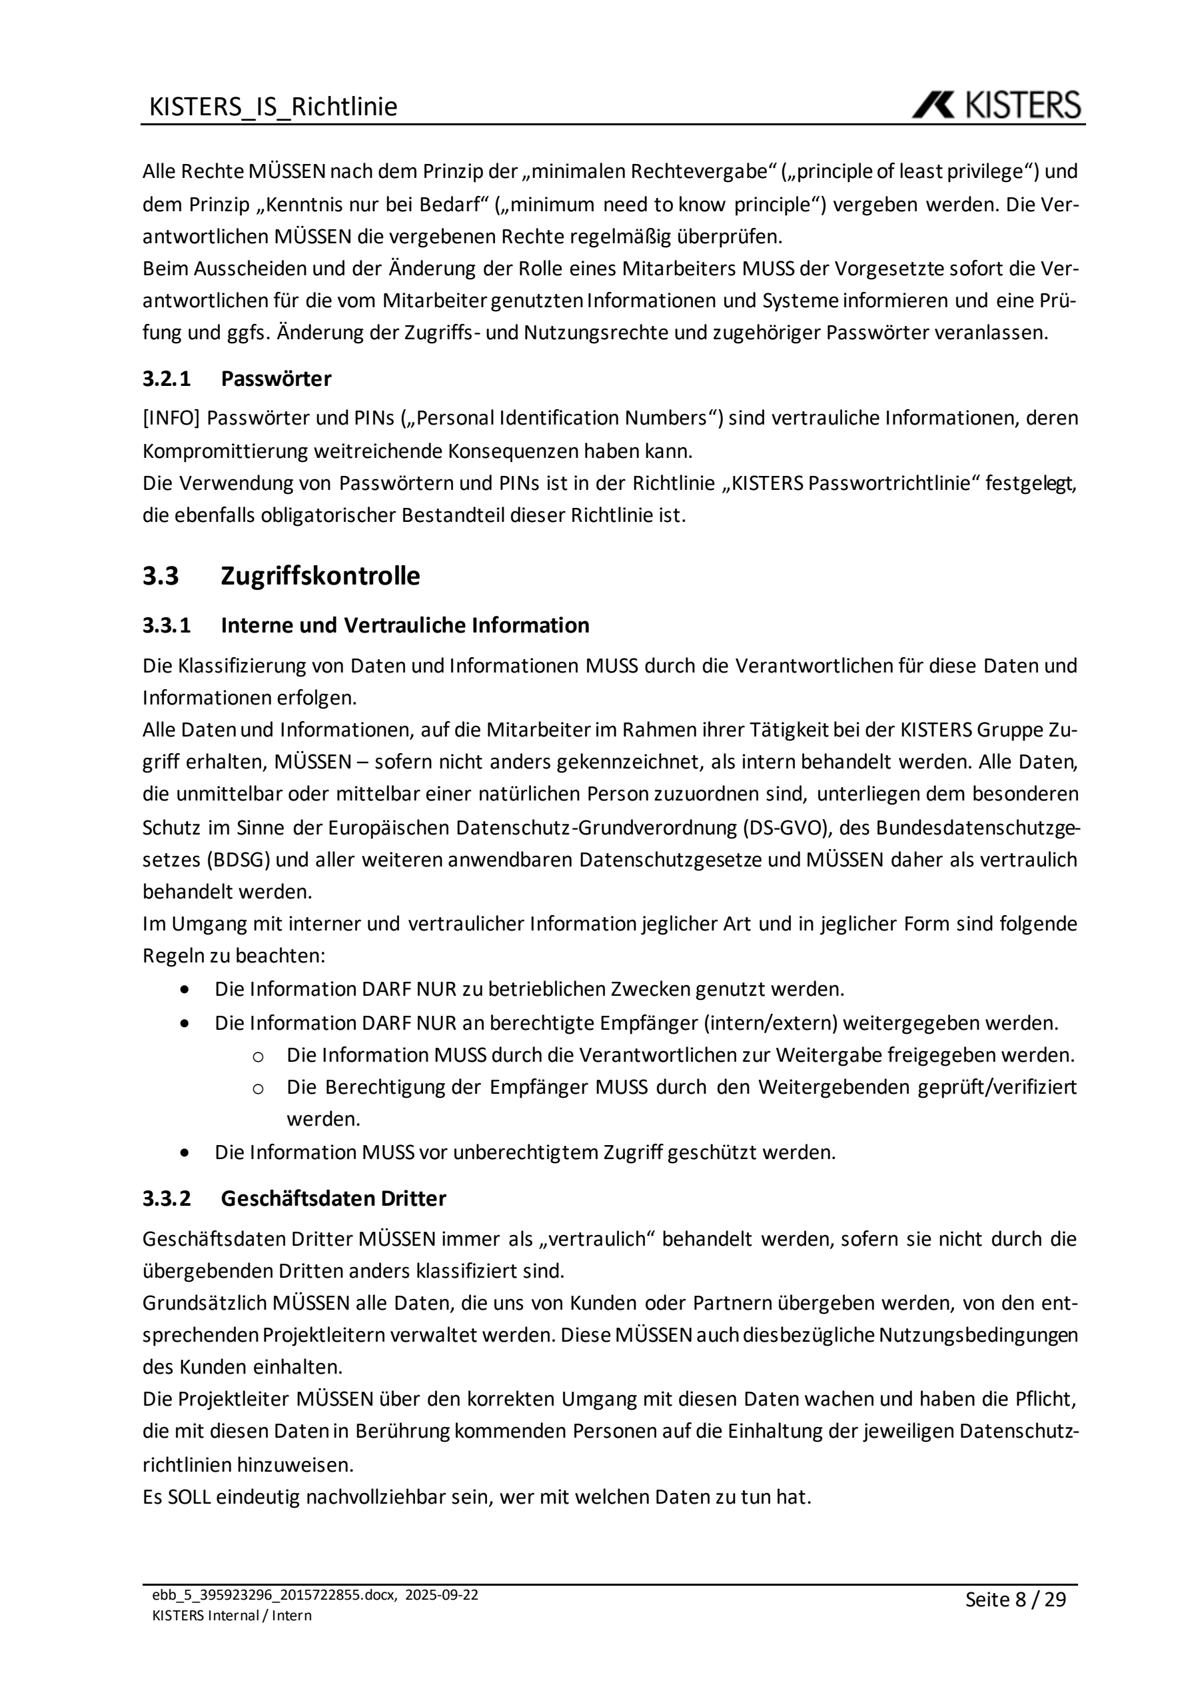 KISTERS_IS_Richtlinie
KISTERS
Alle Rechte MÜSSEN nach dem Prinzip der „minimalen Rechtevergabe“ („principle of least privilege“) und
dem Prinzip „Kenntnis nur bei Bedarf“ („minimum need to know principle“) vergeben werden. Die Ver-
antwortlichen MÜSSEN die vergebenen Rechte regelmäßig überprüfen.
Beim Ausscheiden und der Änderung der Rolle eines Mitarbeiters MUSS der Vorgesetzte sofort die Ver-
antwortlichen für die vom Mitarbeiter genutzten Informationen und Systeme informieren und eine Prü-
fung und ggfs. Änderung der Zugriffs- und Nutzungsrechte und zugehöriger Passwörter veranlassen.
3.2.1 Passwörter
[INFO] Passwörter und PINs („Personal Identification Numbers“) sind vertrauliche Informationen, deren
Kompromittierung weitreichende Konsequenzen haben kann.
Die Verwendung von Passwörtern und PINs ist in der Richtlinie „KISTERS Passwortrichtlinie“ festgelegt,
die ebenfalls obligatorischer Bestandteil dieser Richtlinie ist.
3.3 Zugriffskontrolle
3.3.1 Interne und Vertrauliche Information
Die Klassifizierung von Daten und Informationen MUSS durch die Verantwortlichen für diese Daten und
Informationen erfolgen.
Alle Daten und Informationen, auf die Mitarbeiter im Rahmen ihrer Tätigkeit bei der KISTERS Gruppe Zu-
griff erhalten, MÜSSEN – sofern nicht anders gekennzeichnet, als intern behandelt werden. Alle Daten,
die unmittelbar oder mittelbar einer natürlichen Person zuzuordnen sind, unterliegen dem besonderen
Schutz im Sinne der Europäischen Datenschutz-Grundverordnung (DS-GVO), des Bundesdatenschutzge-
setzes (BDSG) und aller weiteren anwendbaren Datenschutzgesetze und MÜSSEN daher als vertraulich
behandelt werden.
Im Umgang mit interner und vertraulicher Information jeglicher Art und in jeglicher Form sind folgende
Regeln zu beachten:
• Die Information DARF NUR zu betrieblichen Zwecken genutzt werden.
• Die Information DARF NUR an berechtigte Empfänger (intern/extern) weitergegeben werden.
o Die Information MUSS durch die Verantwortlichen zur Weitergabe freigegeben werden.
o Die Berechtigung der Empfänger MUSS durch den Weitergebenden geprüft/verifiziert
werden.
• Die Information MUSS vor unberechtigtem Zugriff geschützt werden.
3.3.2 Geschäftsdaten Dritter
Geschäftsdaten Dritter MÜSSEN immer als „vertraulich“ behandelt werden, sofern sie nicht durch die
übergebenden Dritten anders klassifiziert sind.
Grundsätzlich MÜSSEN alle Daten, die uns von Kunden oder Partnern übergeben werden, von den ent-
sprechenden Projektleitern verwaltet werden. Diese MÜSSEN auch diesbezügliche Nutzungsbedingungen
des Kunden einhalten.
Die Projektleiter MÜSSEN über den korrekten Umgang mit diesen Daten wachen und haben die Pflicht,
die mit diesen Daten in Berührung kommenden Personen auf die Einhaltung der jeweiligen Datenschutz-
richtlinien hinzuweisen.
Es SOLL eindeutig nachvollziehbar sein, wer mit welchen Daten zu tun hat.
ebb_5_395923296_2015722855.docx, 2025-09-22
Seite 8 / 29
KISTERS Internal / Intern